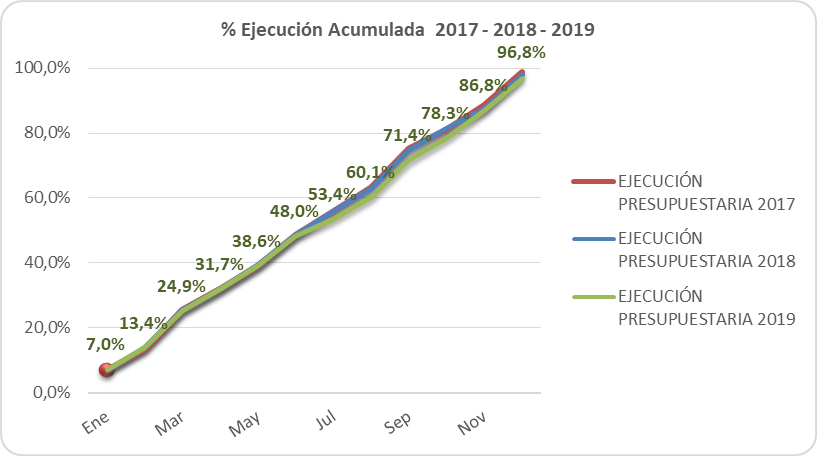 % Ejecución Acumulada 2017 - 2018 - 2019
96,8%
100,0%
86,8%
78,3%
80,0%
71,4%
60,1%
60,0%
53,4%
48,0%
38,6%
40,0%
31,7%
24,9%
20,0%
13,4%
7,0%
0,0%
Ene
Mar
May
Jul
Sep
Nov
EJECUCIÓN
PRESUPUESTARIA 2017
EJECUCIÓN
PRESUPUESTARIA 2018
EJECUCIÓN
PRESUPUESTARIA 2019